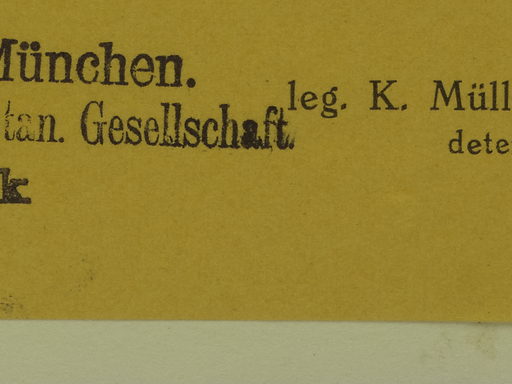 München.
tan. Gesellschaft.
leg. K. Müll
dete
k